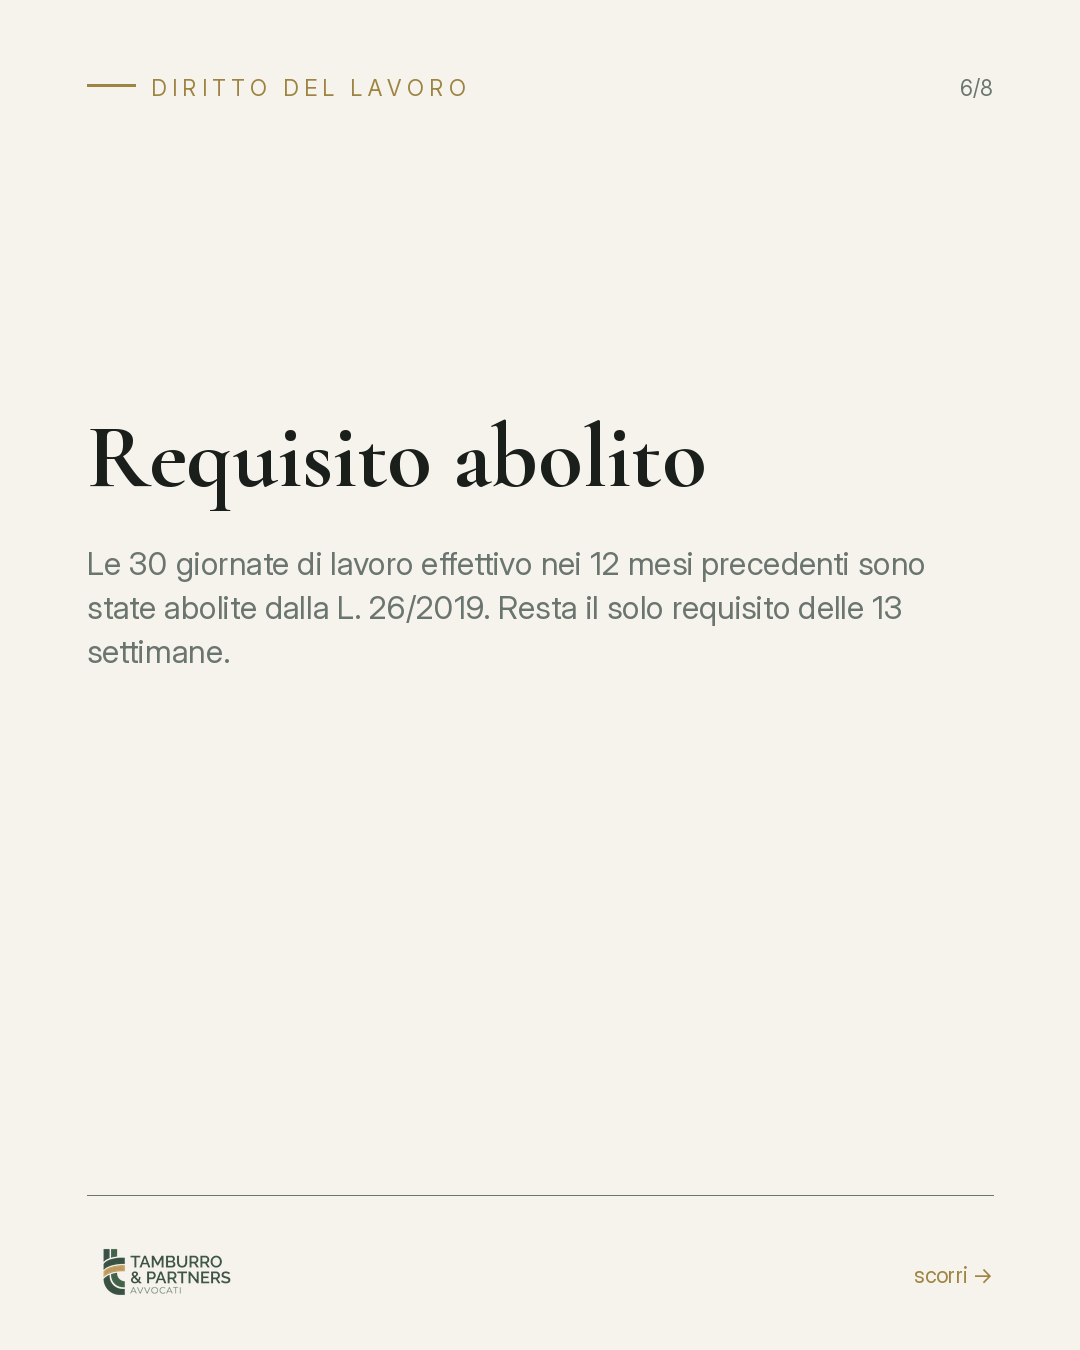 DIRITTO DEL LAVORO
6/8
Requisito abolito
Le 30 giornate di lavoro effettivo nei 12 mesi precedenti sono
state abolite dalla L. 26/2019. Resta il solo requisito delle 13
settimane.
TAMBURRO
& PARTNERS
AVVOCATI
scorri →